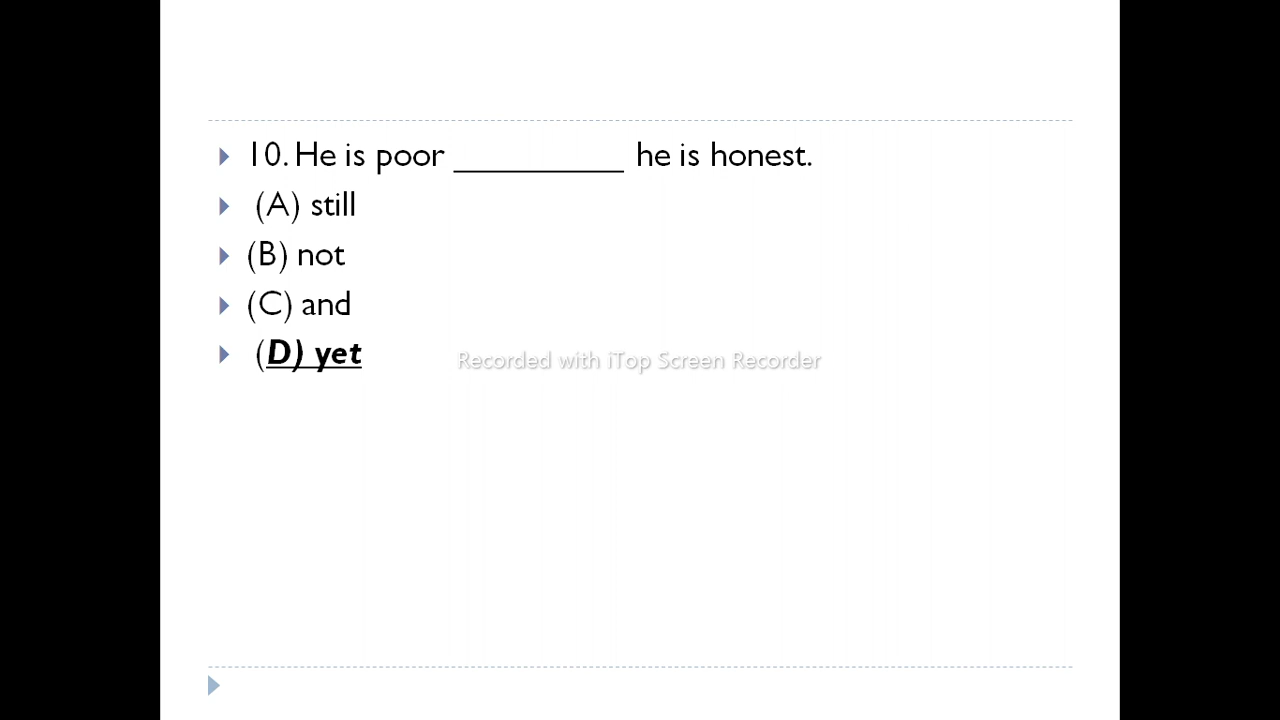 10. He is poor __________ he is honest.
(A) still
(B) not
(C) and
(D) yet
Recorded with iTop Screen Recorder